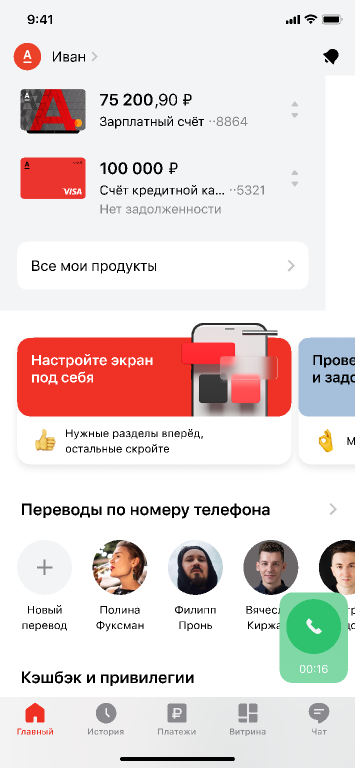 9:41
Иван
75 200,90 ₽
Зарплатный счёт ··8864
100 000 ₽
Счёт кредитной ка... ··5321
Нет задолженности
VISA
Все мои продукты
Настройте экран
под себя
Нужные разделы вперёд,
остальные скройте
Прове
и задо
М
Переводы по номеру телефона
Новый
перевод
Полина
Фуксман
Филипп
Пронь
Вячесл
Киржа
00:16
Кэшбэк и привилегии
Главный
История
Платежи
Витрина
Чат